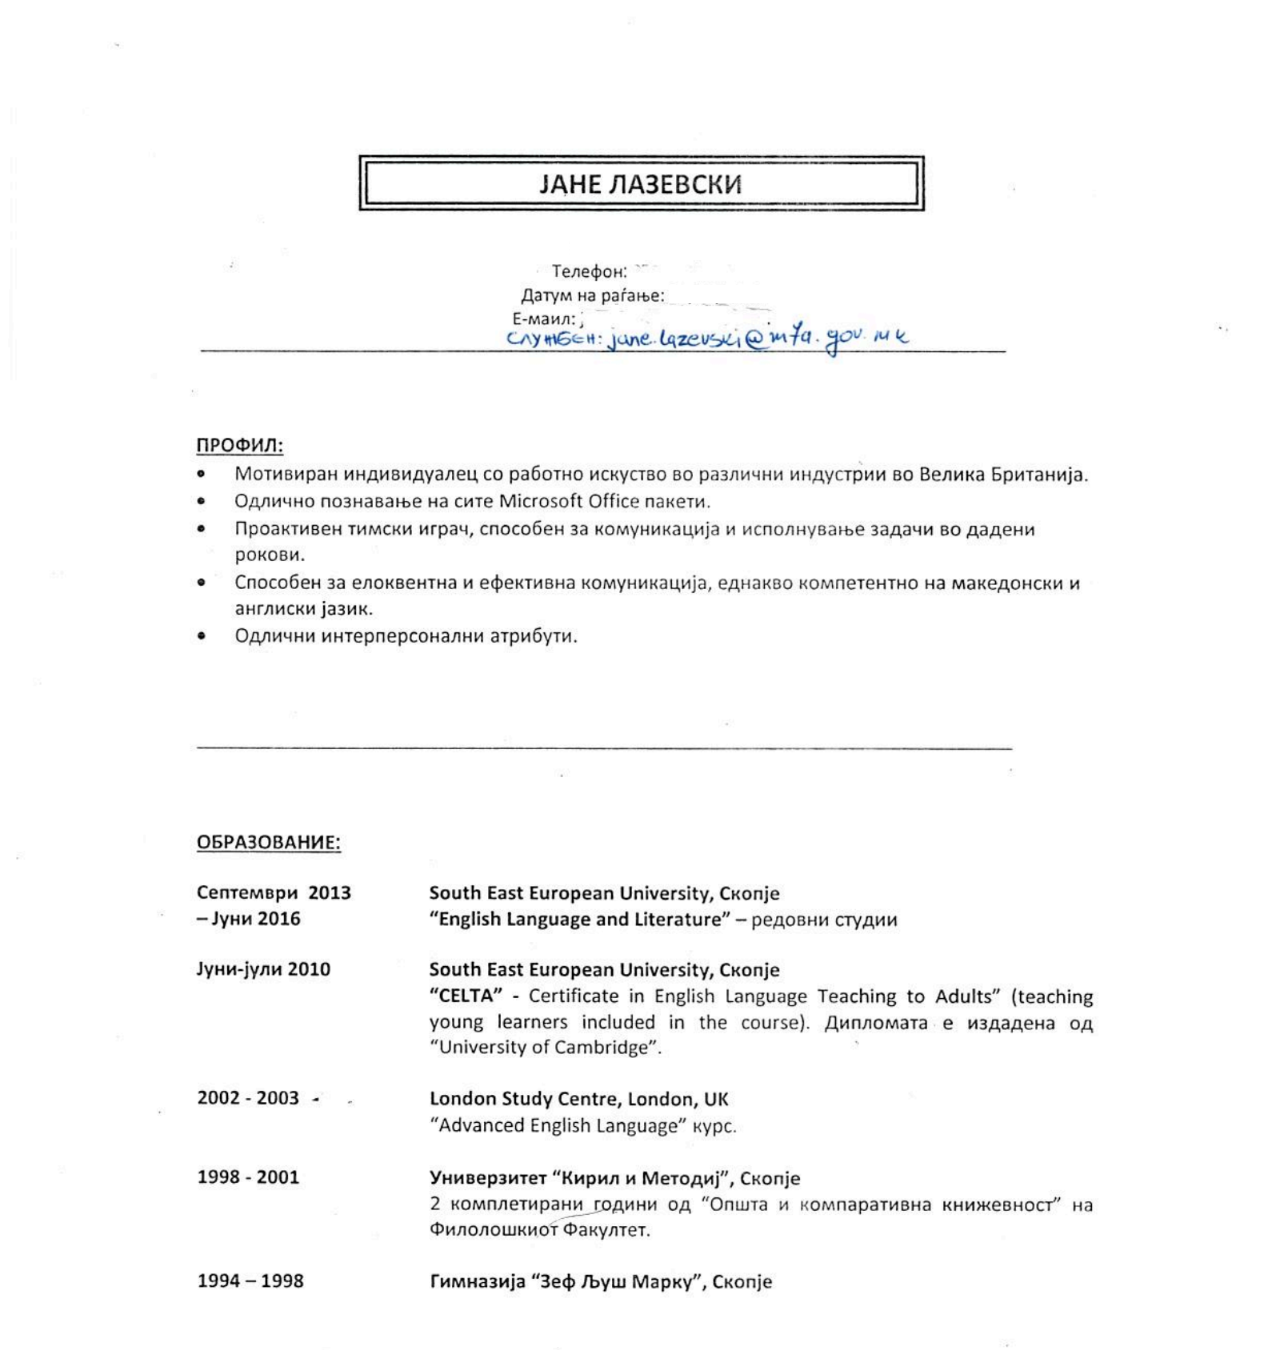 ЈАНЕ ЛАЗЕВСКИ
Телефон:
Датум на раѓање:
Е-маил:
СЛУЖБЕН: jane.lazevski@mfa.gov.mk
ПРОФИЛ:
• Мотивиран индивидуалец со работно искуство во различни индустрии во Велика Британија.
• Одлично познавање на сите Microsoft Office пакети.
• Проактивен тимски играч, способен за комуникација и исполнување задачи во дадени
рокови.
• Способен за елоквентна и ефективна комуникација, еднакво компетентно на македонски и
англиски јазик.
• Одлични интерперсонални атрибути.
ОБРАЗОВАНИЕ:
Септември 2013 South East European University, Скопје
– Јуни 2016 “English Language and Literature” – редовни студии
Јуни-јули 2010 South East European University, Скопје
“CELTA” - Certificate in English Language Teaching to Adults” (teaching
young learners included in the course). Дипломата е издадена од
“University of Cambridge”.
2002 - 2003 - London Study Centre, London, UK
“Advanced English Language” курс.
1998 - 2001 Универзитет “Кирил и Методиј”, Скопје
2 комплетирани години од “Општа и компаративна книжевност” на
Филолошкиот Факултет.
1994 – 1998 Гимназија “Зеф Љуш Марку”, Скопје